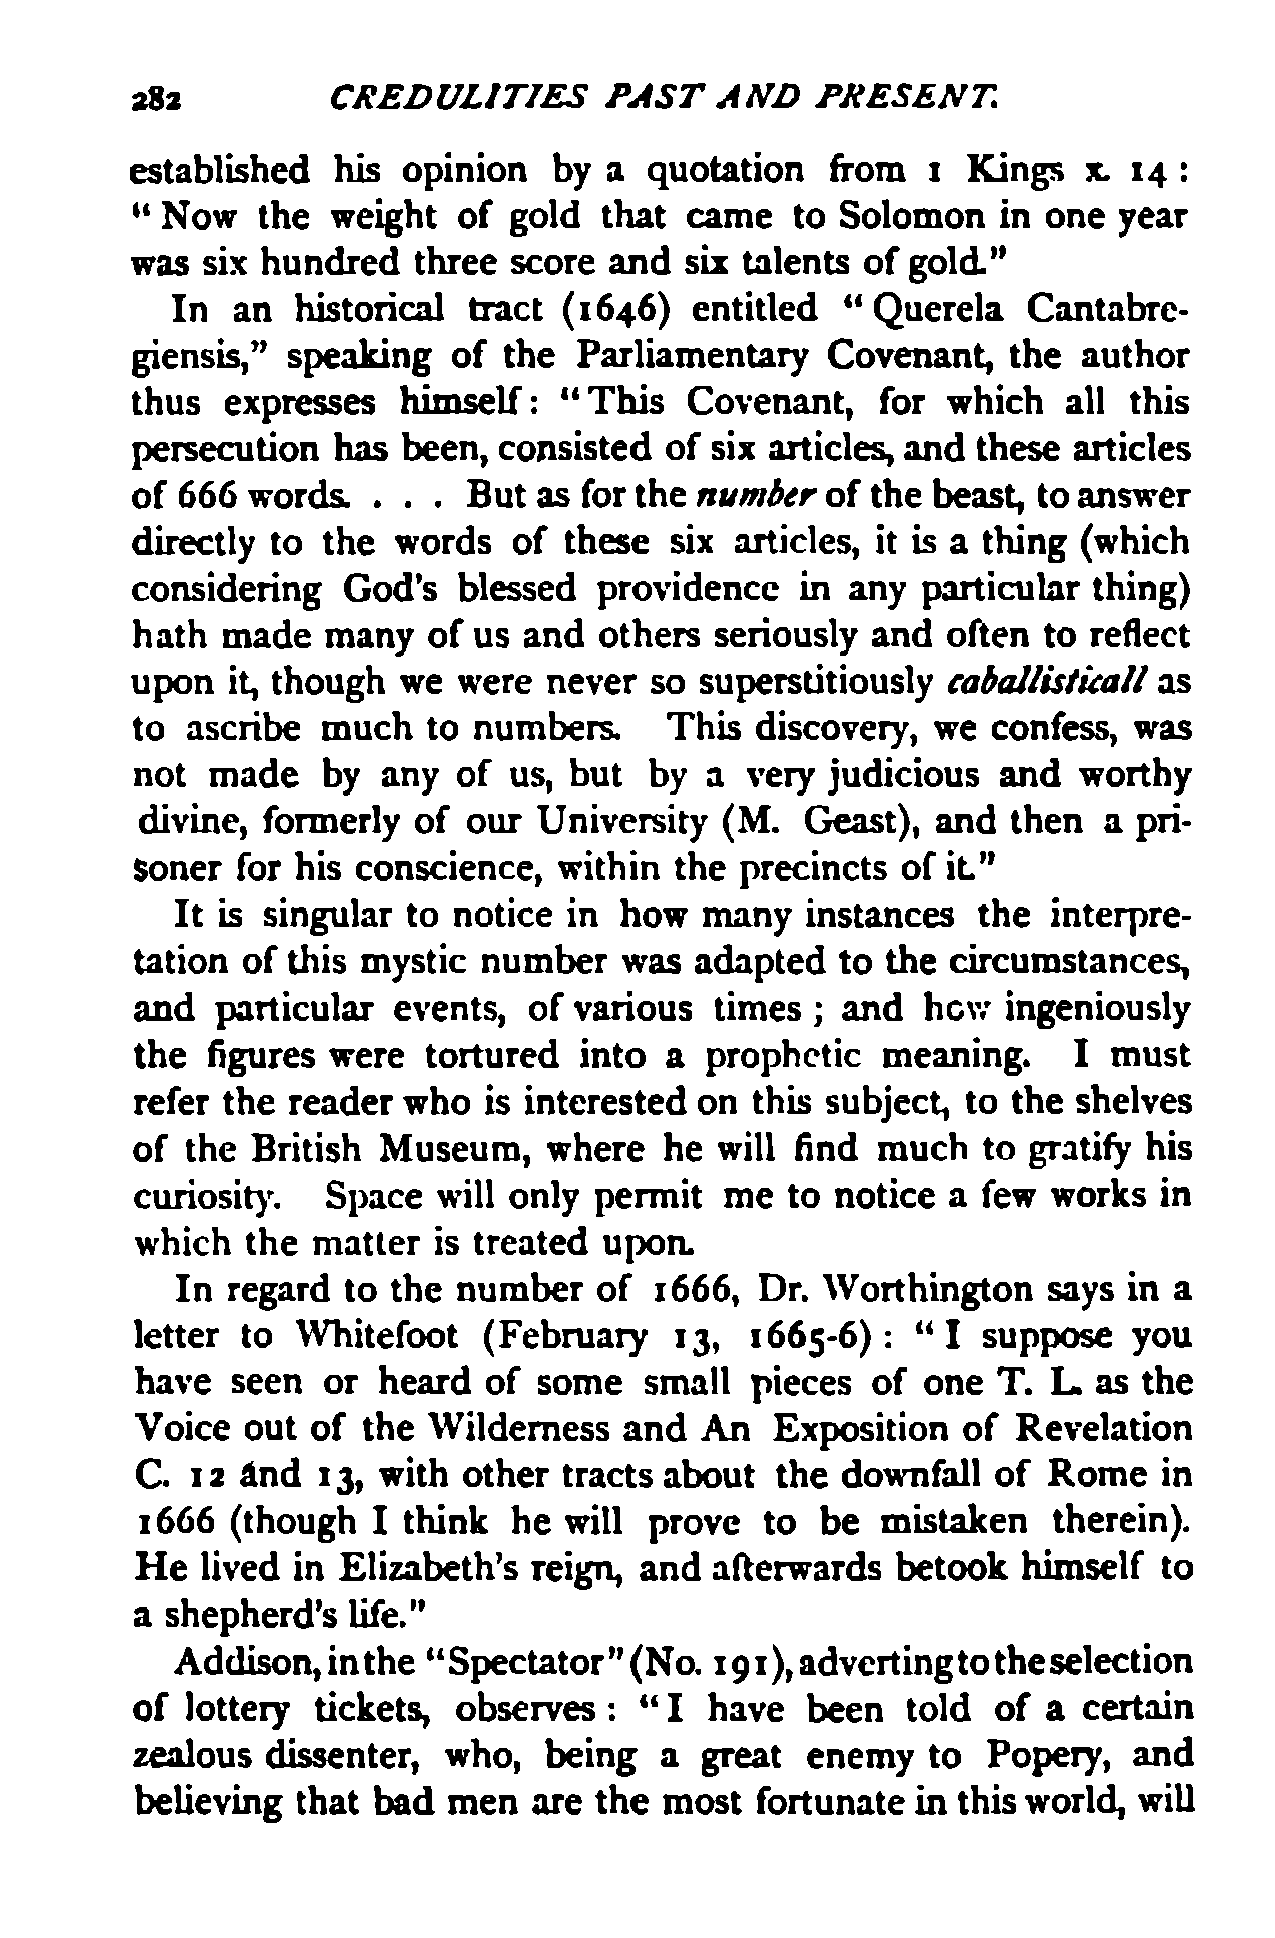 282 CREDULITIES PAST AND PRESENT.
established his opinion by a quotation from 1 Kings x. 14 :
“ Now the weight of gold that came to Solomon in one year
was six hundred three score and six talents of gold.”
In an historical tract (1646) entitled “ Querela Cantabre-
giensis,” speaking of the Parliamentary Covenant, the author
thus expresses himself : “ This Covenant, for which all this
persecution has been, consisted of six articles, and these articles
of 666 words. . . . But as for the number of the beast, to answer
directly to the words of these six articles, it is a thing (which
considering God's blessed providence in any particular thing)
hath made many of us and others seriously and often to reflect
upon it, though we were never so superstitiously caballisticall as
to ascribe much to numbers. This discovery, we confess, was
not made by any of us, but by a very judicious and worthy
divine, formerly of our University (M. Geast), and then a pri-
soner for his conscience, within the precincts of it.”
It is singular to notice in how many instances the interpre-
tation of this mystic number was adapted to the circumstances,
and particular events, of various times ; and how ingeniously
the figures were tortured into a prophetic meaning. I must
refer the reader who is interested on this subject, to the shelves
of the British Museum, where he will find much to gratify his
curiosity. Space will only permit me to notice a few works in
which the matter is treated upon.
In regard to the number of 1666, Dr. Worthington says in a
letter to Whitefoot (February 13, 1665-6) : “ I suppose you
have seen or heard of some small pieces of one T. L. as the
Voice out of the Wilderness and An Exposition of Revelation
C. 12 and 13, with other tracts about the downfall of Rome in
1666 (though I think he will prove to be mistaken therein).
He lived in Elizabeth's reign, and afterwards betook himself to
a shepherd's life.”
Addison, in the “Spectator” (No. 191), adverting to the selection
of lottery tickets, observes : “ I have been told of a certain
zealous dissenter, who, being a great enemy to Popery, and
believing that bad men are the most fortunate in this world, will